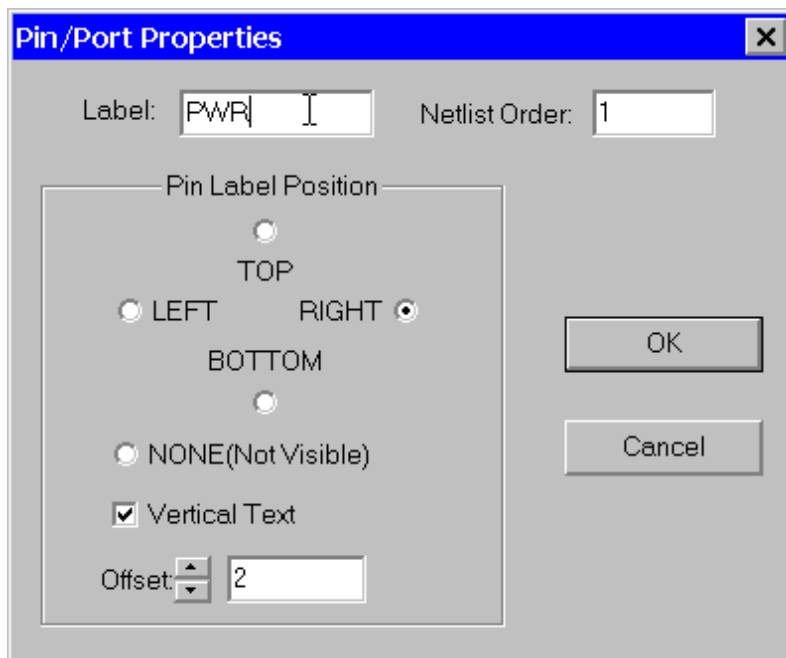 Pin/Port Properties
Label: PWR Netlist Order: 1
Pin Label Position
TOP
LEFT RIGHT
BOTTOM
OK
NONE(Not Visible)
Cancel
Vertical Text
Offset: 2